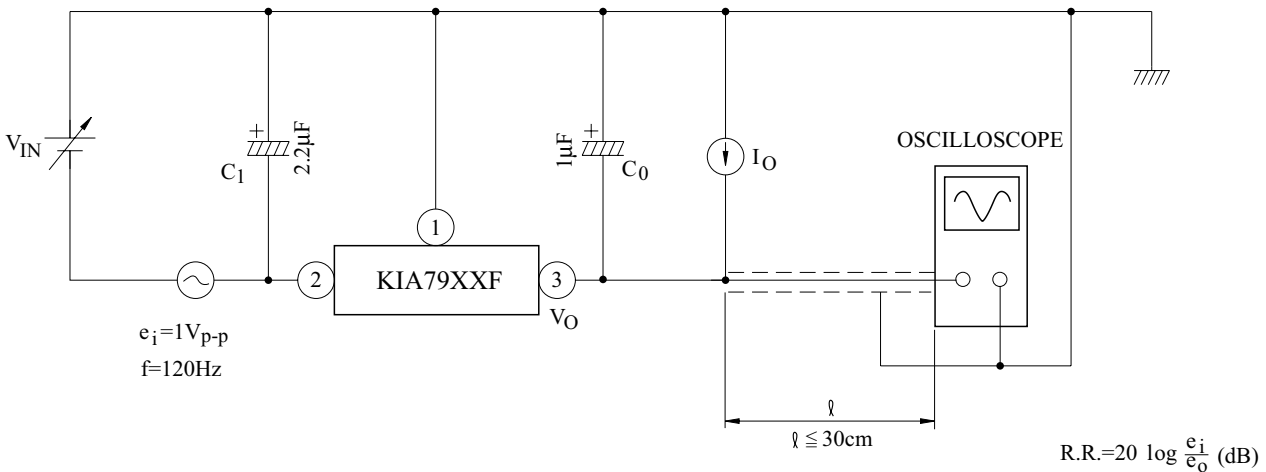 V_IN
+
C_1
2.2μF
1
1μF
+
C_0
I_O
OSCILLOSCOPE
2
KIA79XXF
3
V_O
e_i=1V_p-p
f=120Hz
ℓ
ℓ ≦ 30cm
R.R.=20 log e_i/e_o (dB)